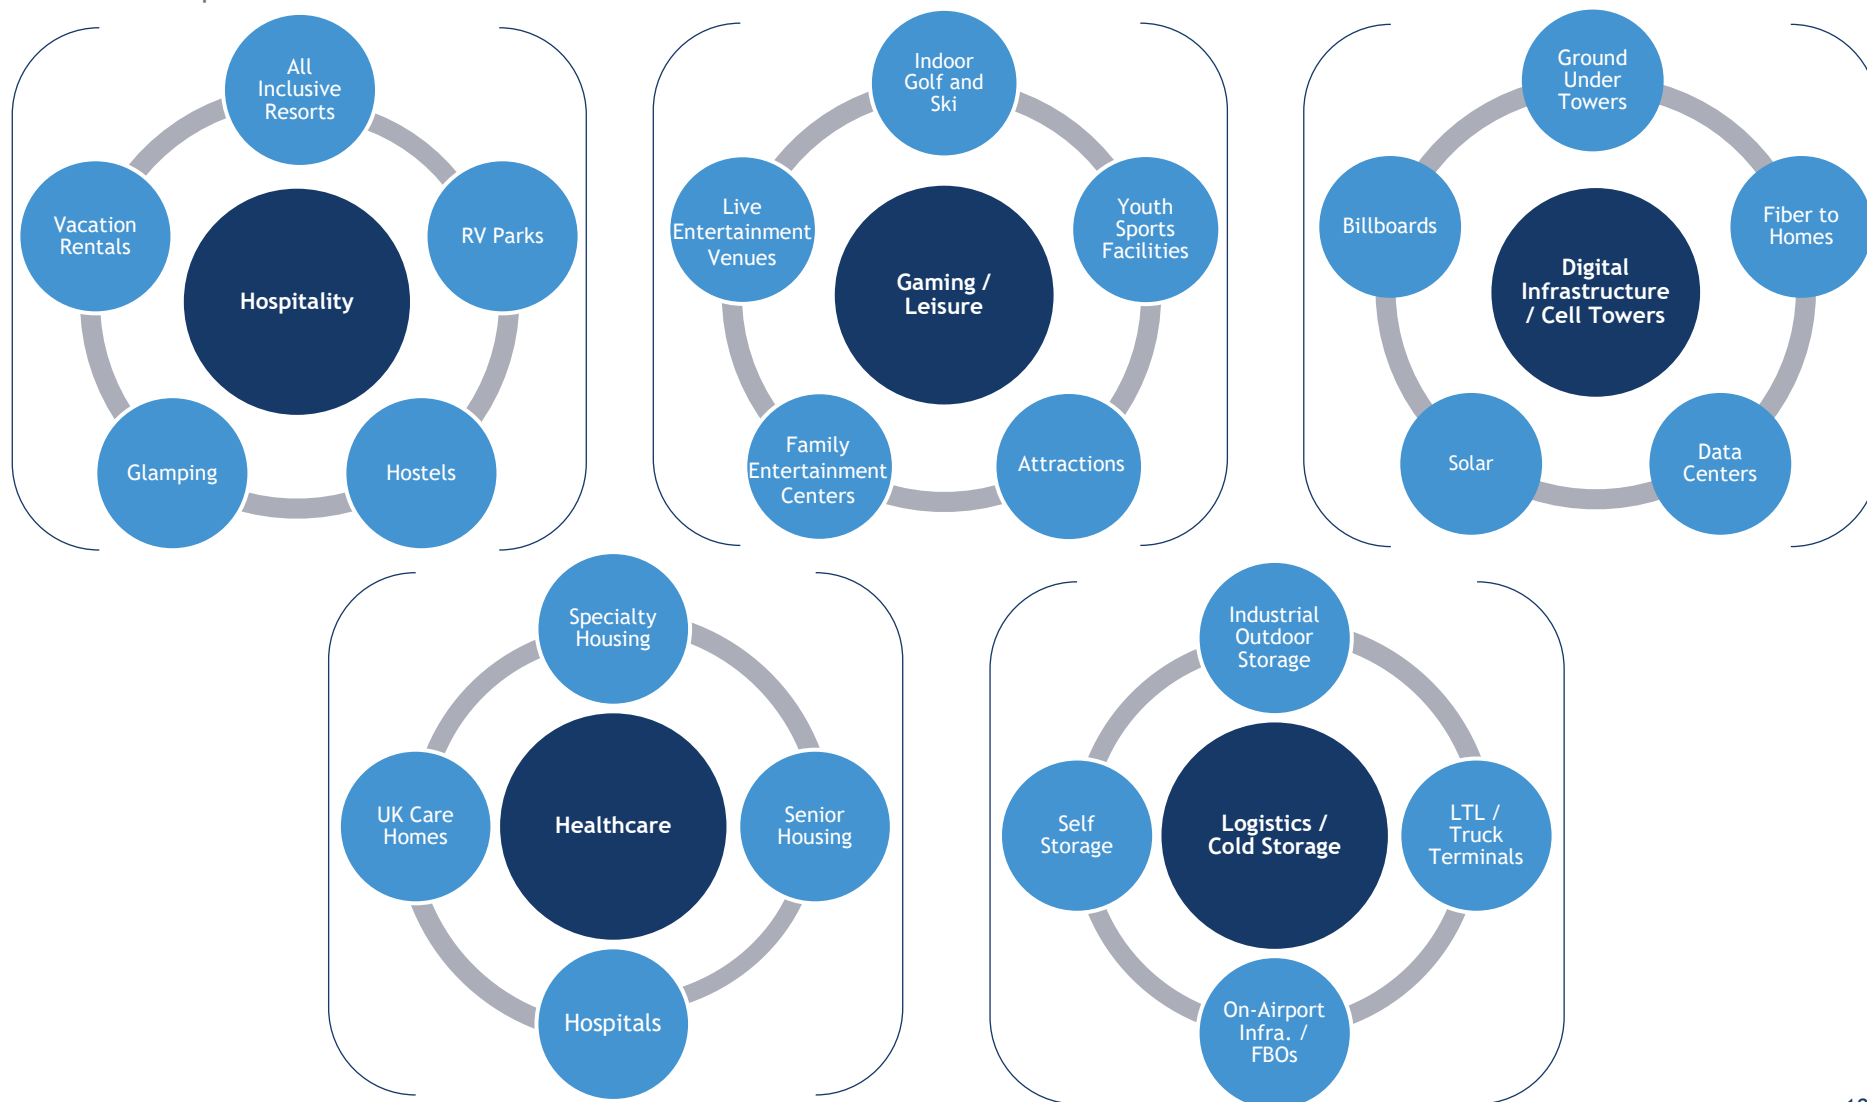 All
Inclusive
Resorts
Vacation
Rentals
RV Parks
Hospitality
Glamping
Hostels
Indoor
Golf and
Ski
Live
Entertainment
Venues
Youth
Sports
Facilities
Gaming /
Leisure
Family
Entertainment
Centers
Attractions
Ground
Under
Towers
Billboards
Fiber to
Homes
Digital
Infrastructure
/ Cell Towers
Solar
Data
Centers
Specialty
Housing
UK Care
Homes
Healthcare
Senior
Housing
Hospitals
Industrial
Outdoor
Storage
Self
Storage
Logistics /
Cold Storage
LTL /
Truck
Terminals
On-Airport
Infra. /
FBOs